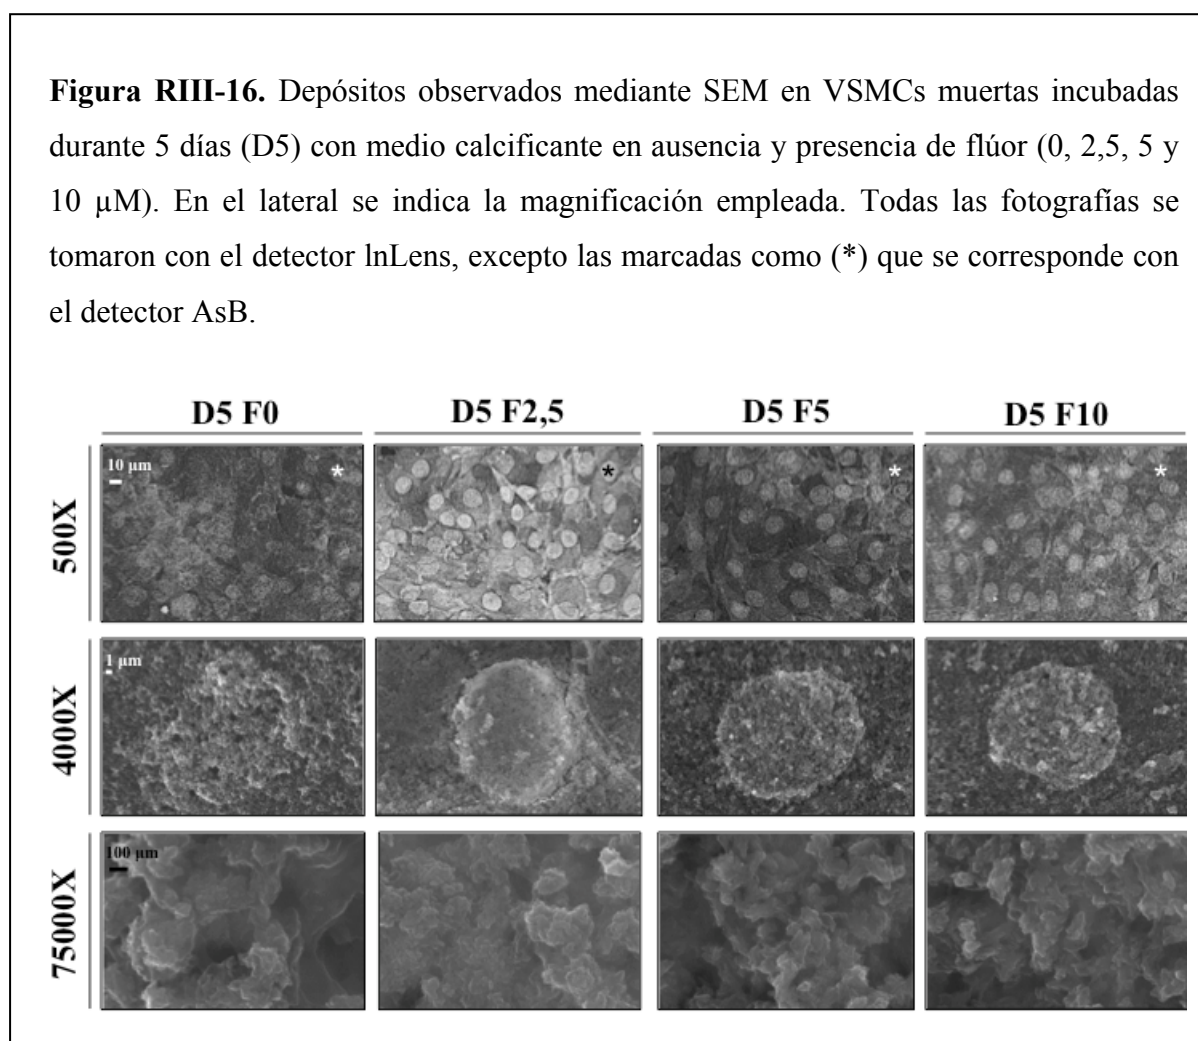 Figura RIII-16. Depósitos observados mediante SEM en VSMCs muertas incubadas
durante 5 días (D5) con medio calcificante en ausencia y presencia de flúor (0, 2,5, 5 y
10 µM). En el lateral se indica la magnificación empleada. Todas las fotografías se
tomaron con el detector lnLens, excepto las marcadas como (*) que se corresponde con
el detector AsB.
D5 F0 D5 F2,5 D5 F5 D5 F10
500X
10 µm * * * *
4000X
1 µm
75000X
100 µm